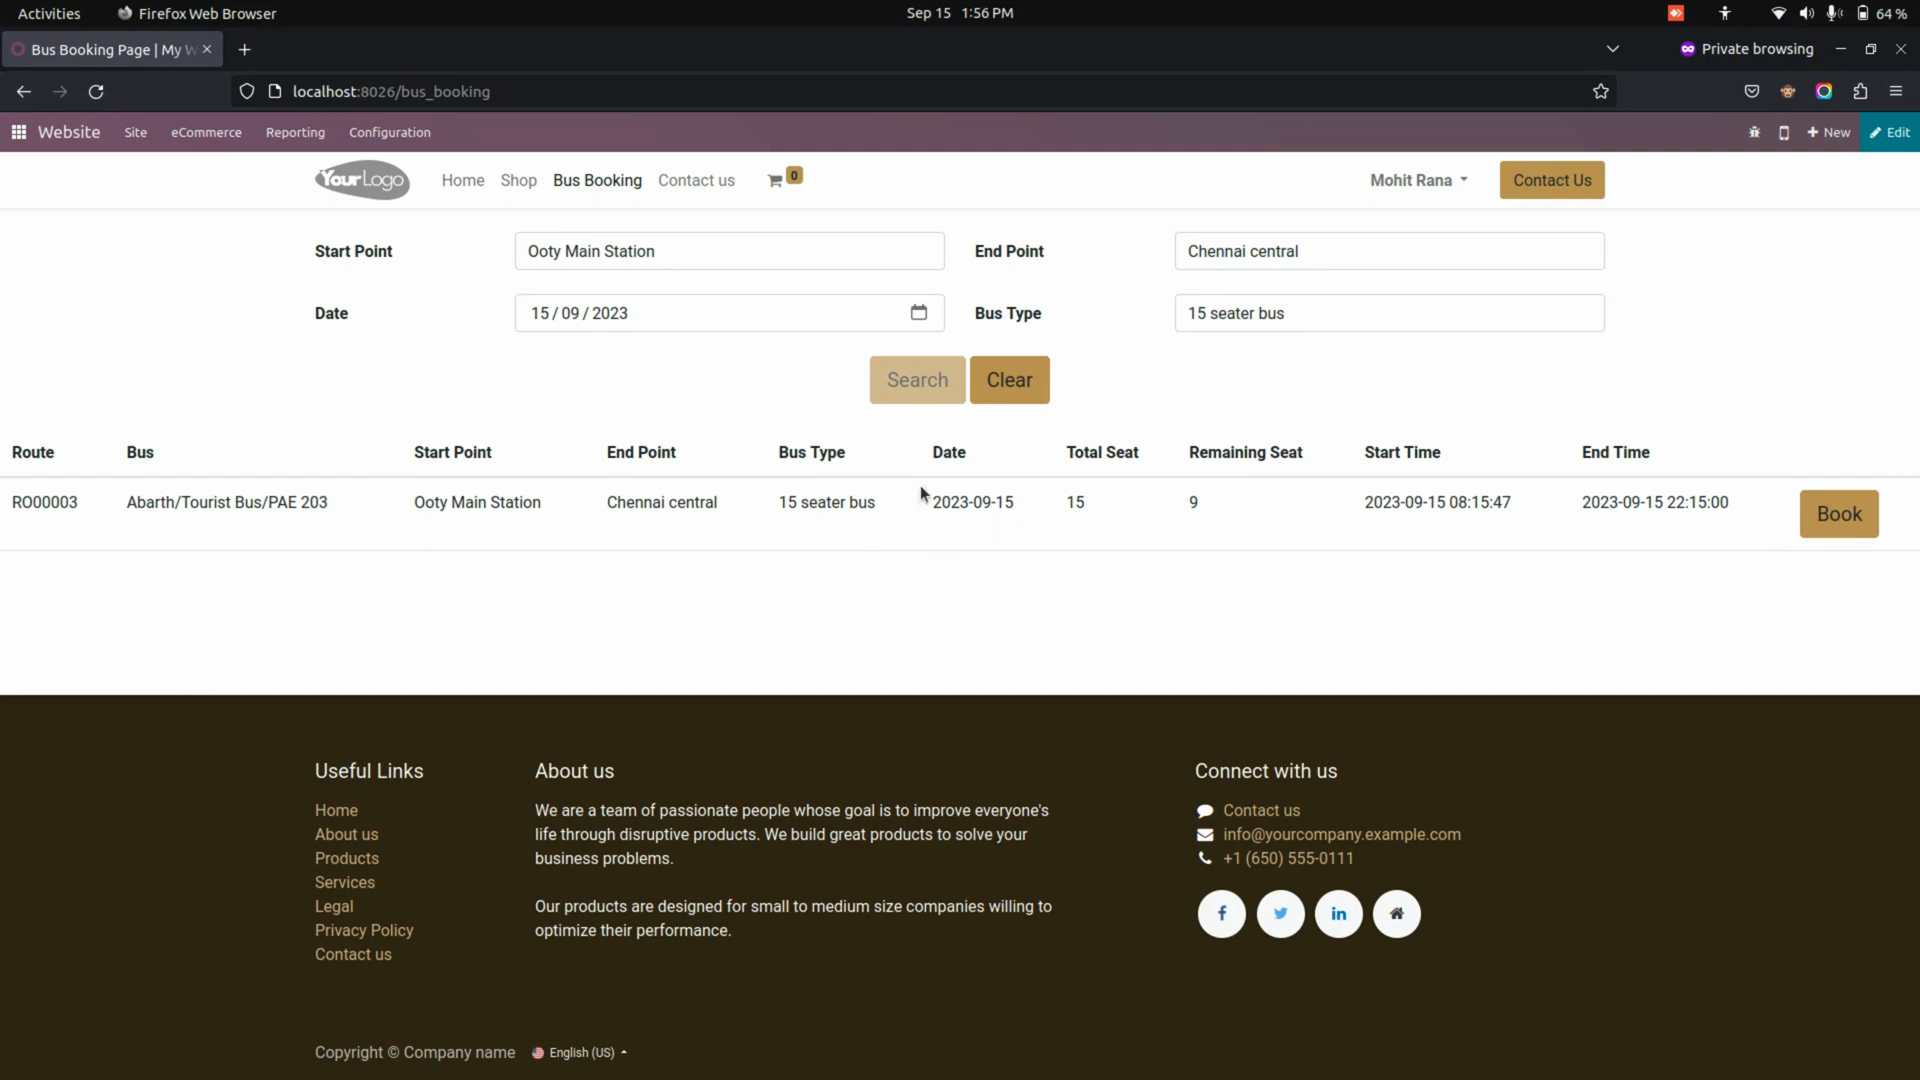 Activities Firefox Web Browser Sep 15 1:56 PM 64 %
Bus Booking Page | My W
Private browsing
localhost:8026/bus_booking
Website Site eCommerce Reporting Configuration + New Edit
YourLogo Home Shop Bus Booking Contact us 0 Mohit Rana Contact Us
Start Point Ooty Main Station End Point Chennai central
Date 15 / 09 / 2023 Bus Type 15 seater bus
Search Clear
Route Bus Start Point End Point Bus Type Date Total Seat Remaining Seat Start Time End Time
RO00003 Abarth/Tourist Bus/PAE 203 Ooty Main Station Chennai central 15 seater bus 2023-09-15 15 9 2023-09-15 08:15:47 2023-09-15 22:15:00 Book
Useful Links
Home
About us
Products
Services
Legal
Privacy Policy
Contact us
About us
We are a team of passionate people whose goal is to improve everyone's
life through disruptive products. We build great products to solve your
business problems.
Our products are designed for small to medium size companies willing to
optimize their performance.
Connect with us
Contact us
info@yourcompany.example.com
+1 (650) 555-0111
Copyright © Company name English (US)